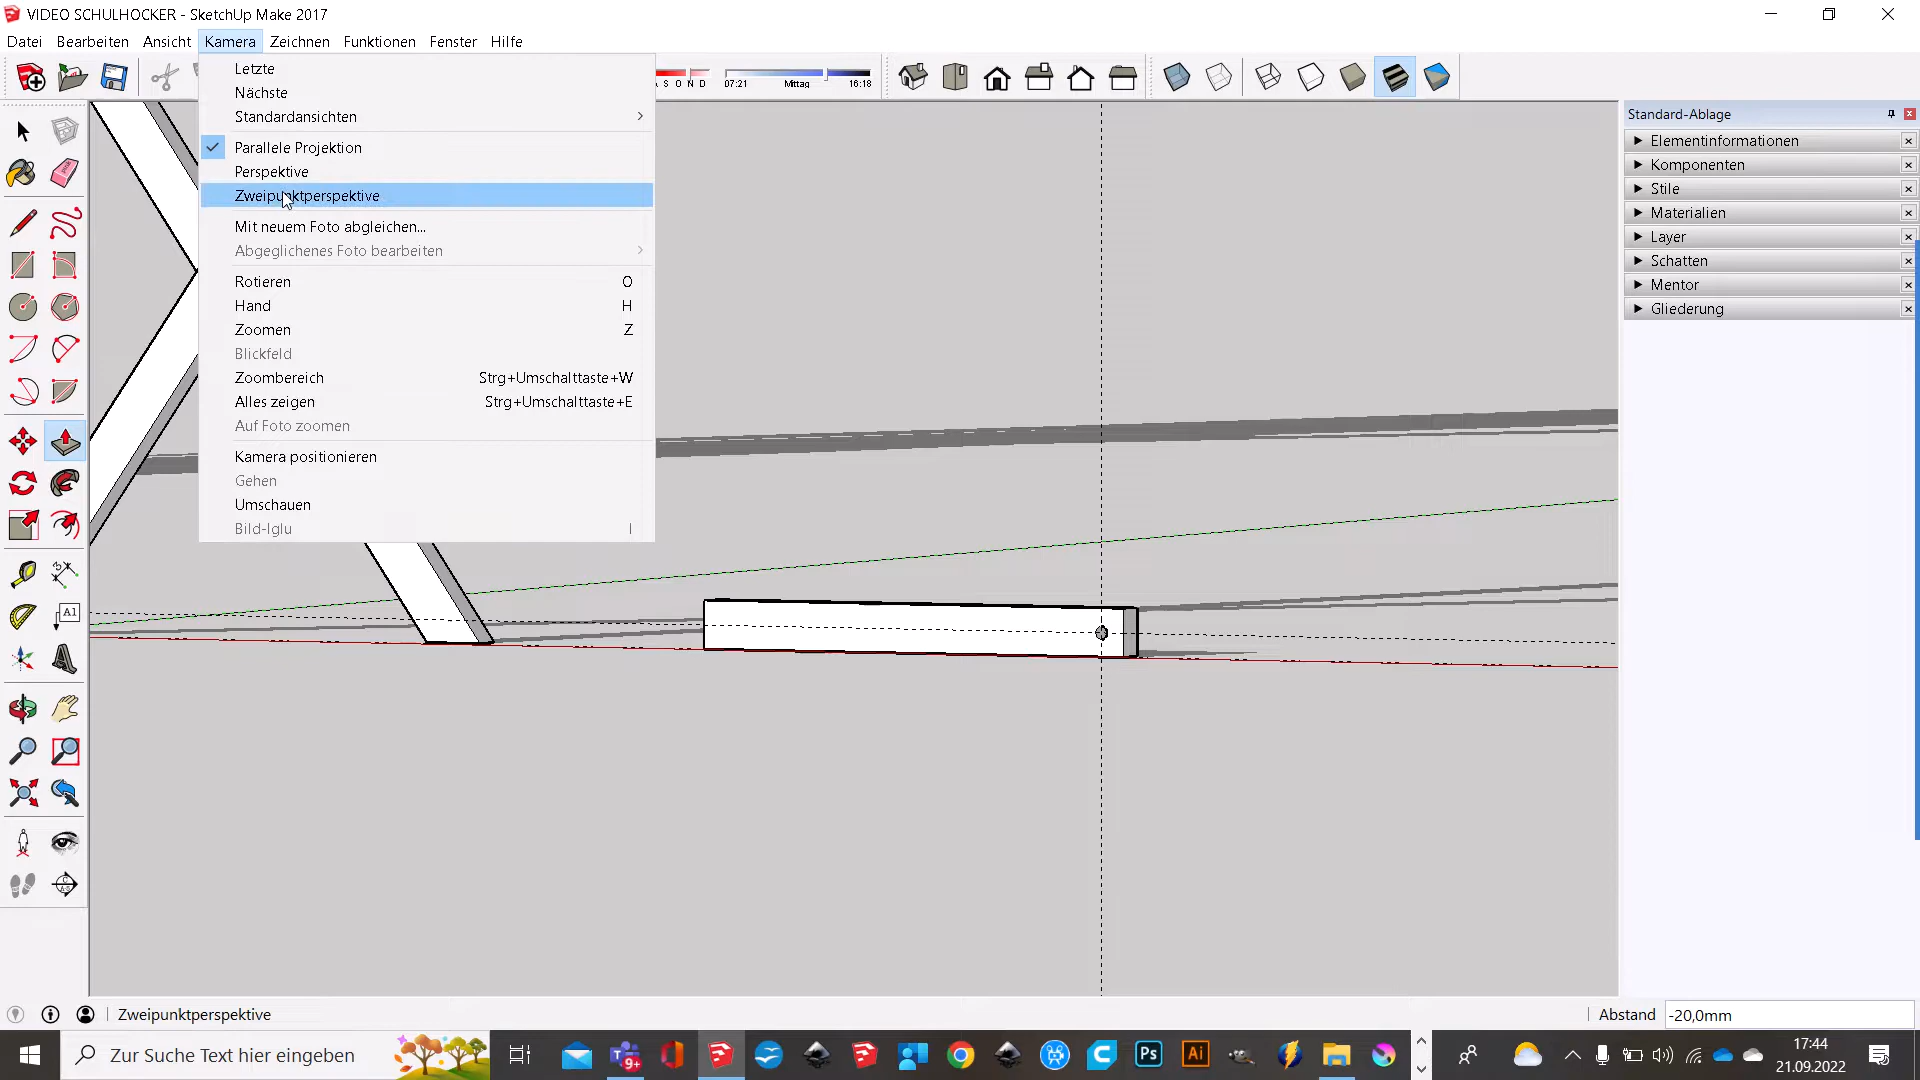 VIDEO SCHULHOCKER - SketchUp Make 2017
Datei Bearbeiten Ansicht Kamera Zeichnen Funktionen Fenster Hilfe
Letzte
Nächste
Standardansichten
Parallele Projektion
Perspektive
Zweipunktperspektive
Mit neuem Foto abgleichen...
Abgeglichenes Foto bearbeiten
Rotieren O
Hand H
Zoomen Z
Blickfeld
Zoombereich Strg+Umschalttaste+W
Alles zeigen Strg+Umschalttaste+E
Auf Foto zoomen
Kamera positionieren
Gehen
Umschauen
Bild-Iglu I
S O N D 07:21 Mittag 16:18
Standard-Ablage
Elementinformationen
Komponenten
Stile
Materialien
Layer
Schatten
Mentor
Gliederung
A1
Zweipunktperspektive
Abstand -20,0mm
Zur Suche Text hier eingeben
9+
Ps
Ai
17:44
21.09.2022